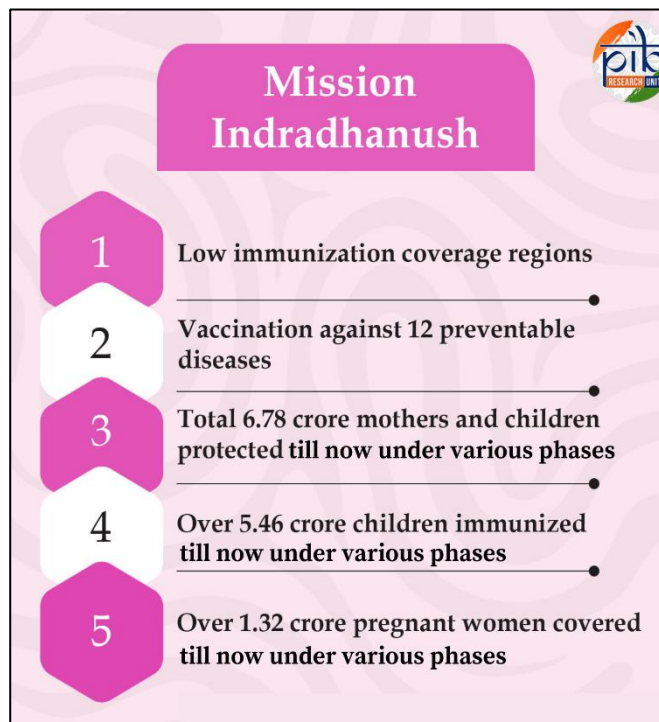 Mission
Indradhanush
pib
RESEARCH UNIT
1
Low immunization coverage regions
2
Vaccination against 12 preventable
diseases
3
Total 6.78 crore mothers and children
protected till now under various phases
4
Over 5.46 crore children immunized
till now under various phases
5
Over 1.32 crore pregnant women covered
till now under various phases